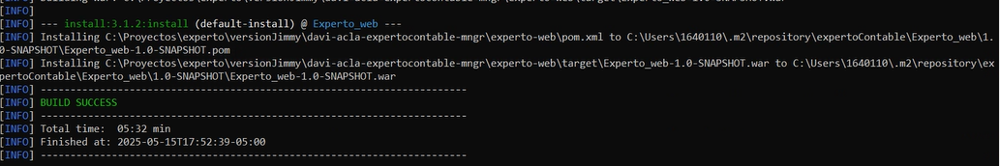 [INFO]
[INFO] --- install:3.1.2:install (default-install) @ Experto_web ---
[INFO] Installing C:\Proyectos\experto\versionJimmy\davi-acla-expertocontable-mngr\experto-web\pom.xml to C:\Users\1640110\.m2\repository\expertoContable\Experto_web\1.
0-SNAPSHOT\Experto_web-1.0-SNAPSHOT.pom
[INFO] Installing C:\Proyectos\experto\versionJimmy\davi-acla-expertocontable-mngr\experto-web\target\Experto_web-1.0-SNAPSHOT.war to C:\Users\1640110\.m2\repository\ex
pertoContable\Experto_web\1.0-SNAPSHOT\Experto_web-1.0-SNAPSHOT.war
[INFO] ------------------------------------------------------------------------
[INFO] BUILD SUCCESS
[INFO] ------------------------------------------------------------------------
[INFO] Total time:  05:32 min
[INFO] Finished at: 2025-05-15T17:52:39-05:00
[INFO] ------------------------------------------------------------------------